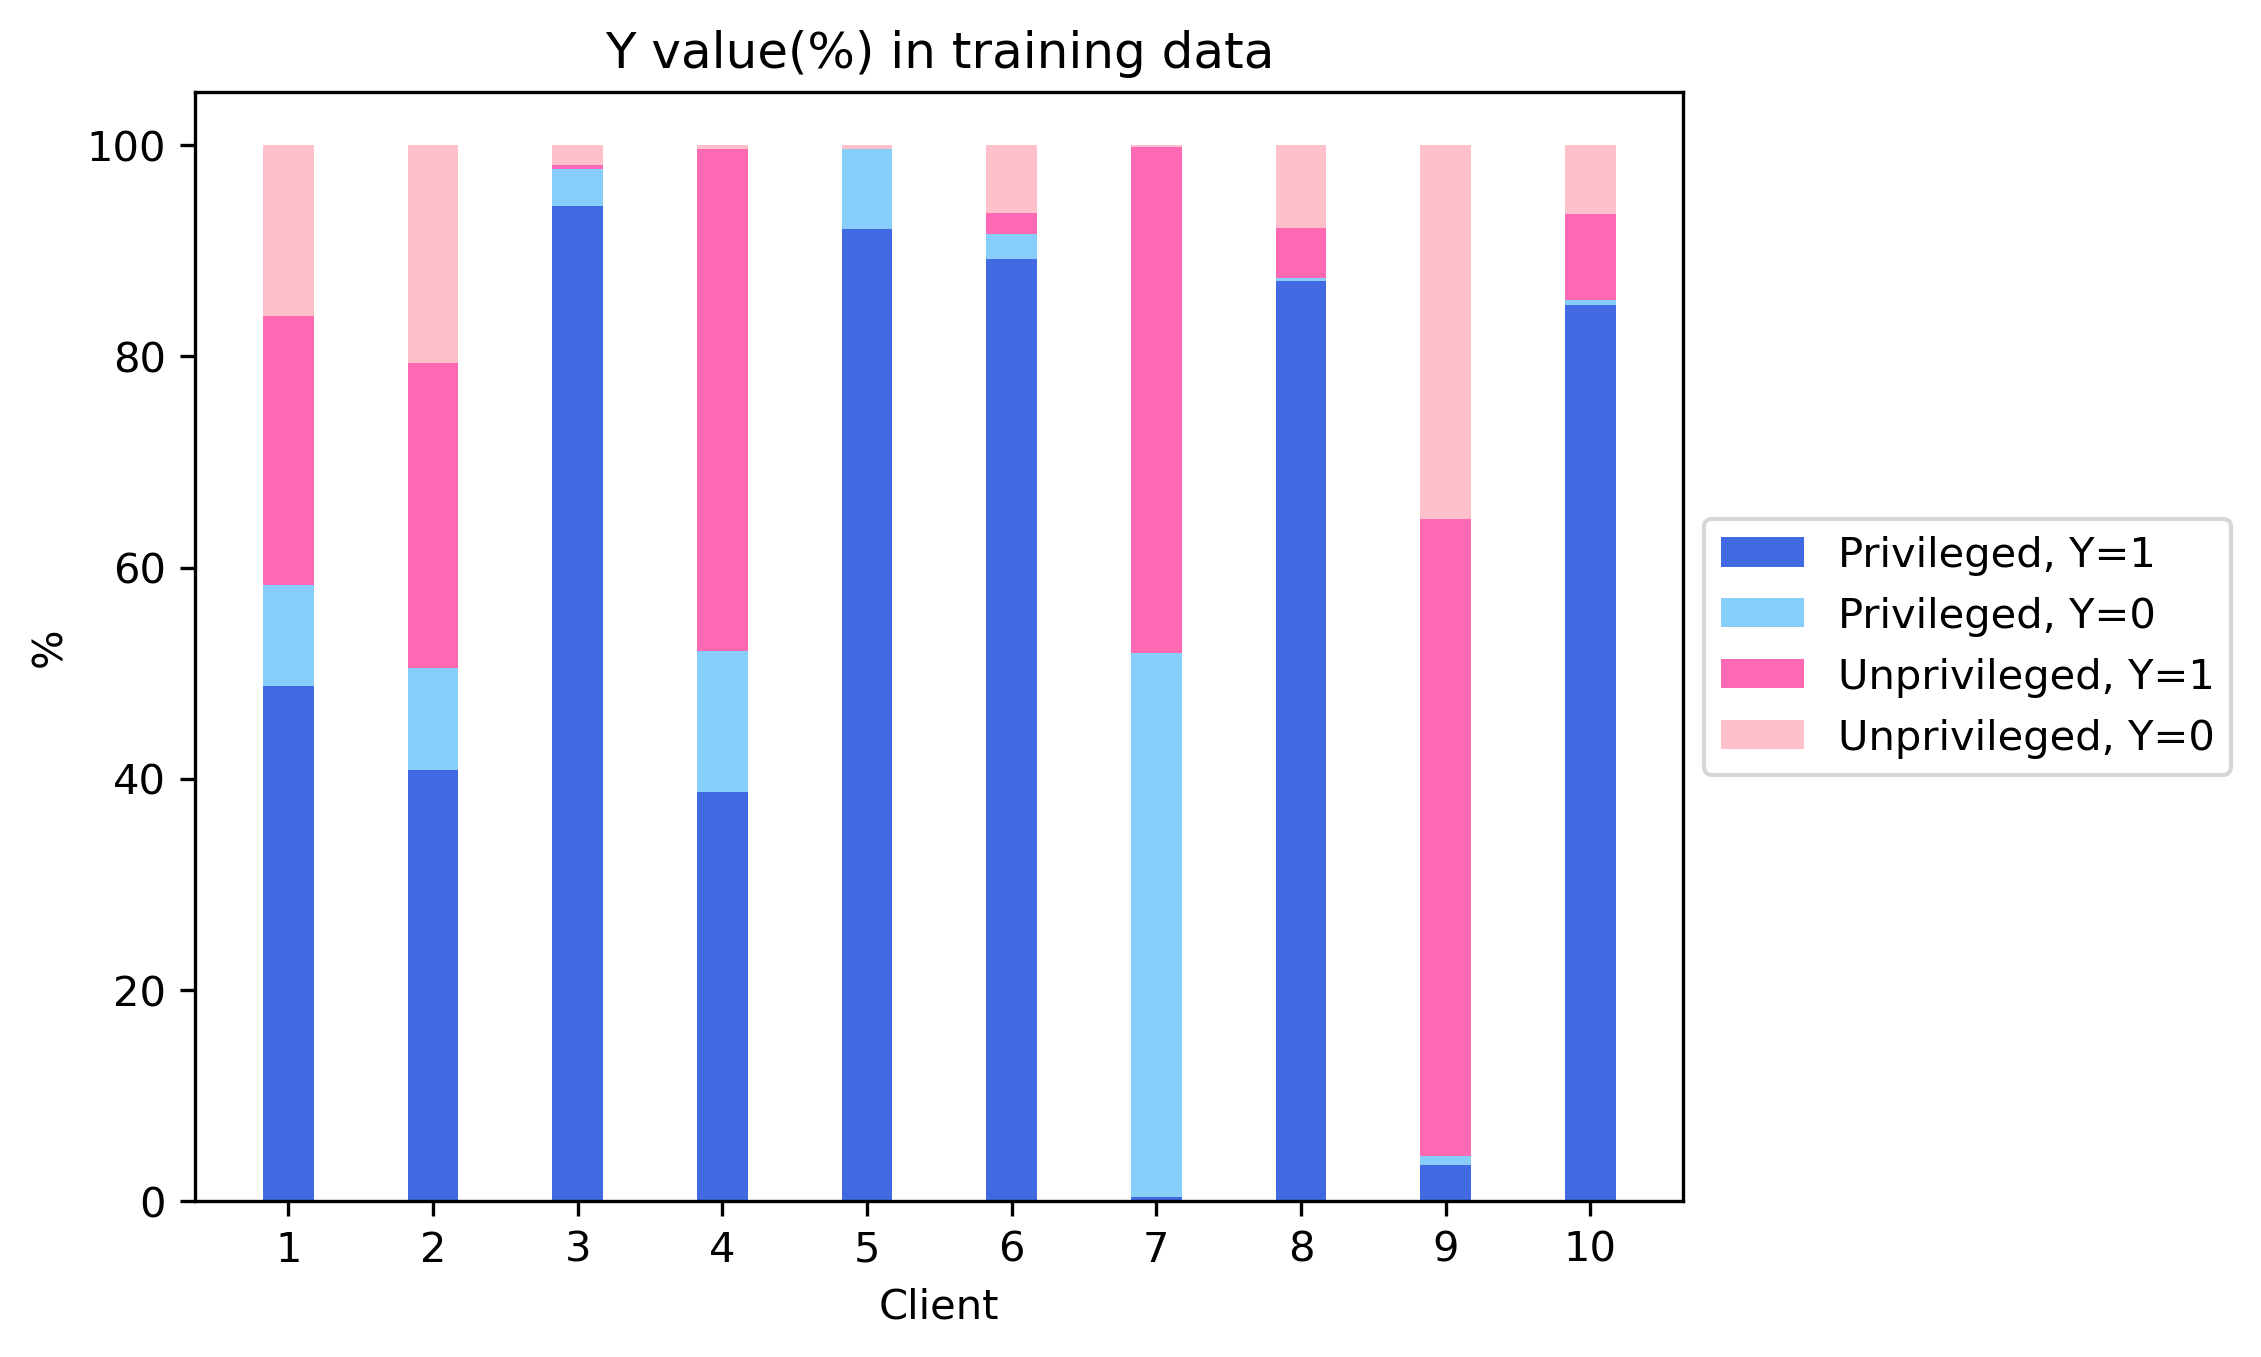 Y value(%) in training data
100
80
60
40
20
0
%
1 2 3 4 5 6 7 8 9 10
Client
Privileged, Y=1
Privileged, Y=0
Unprivileged, Y=1
Unprivileged, Y=0